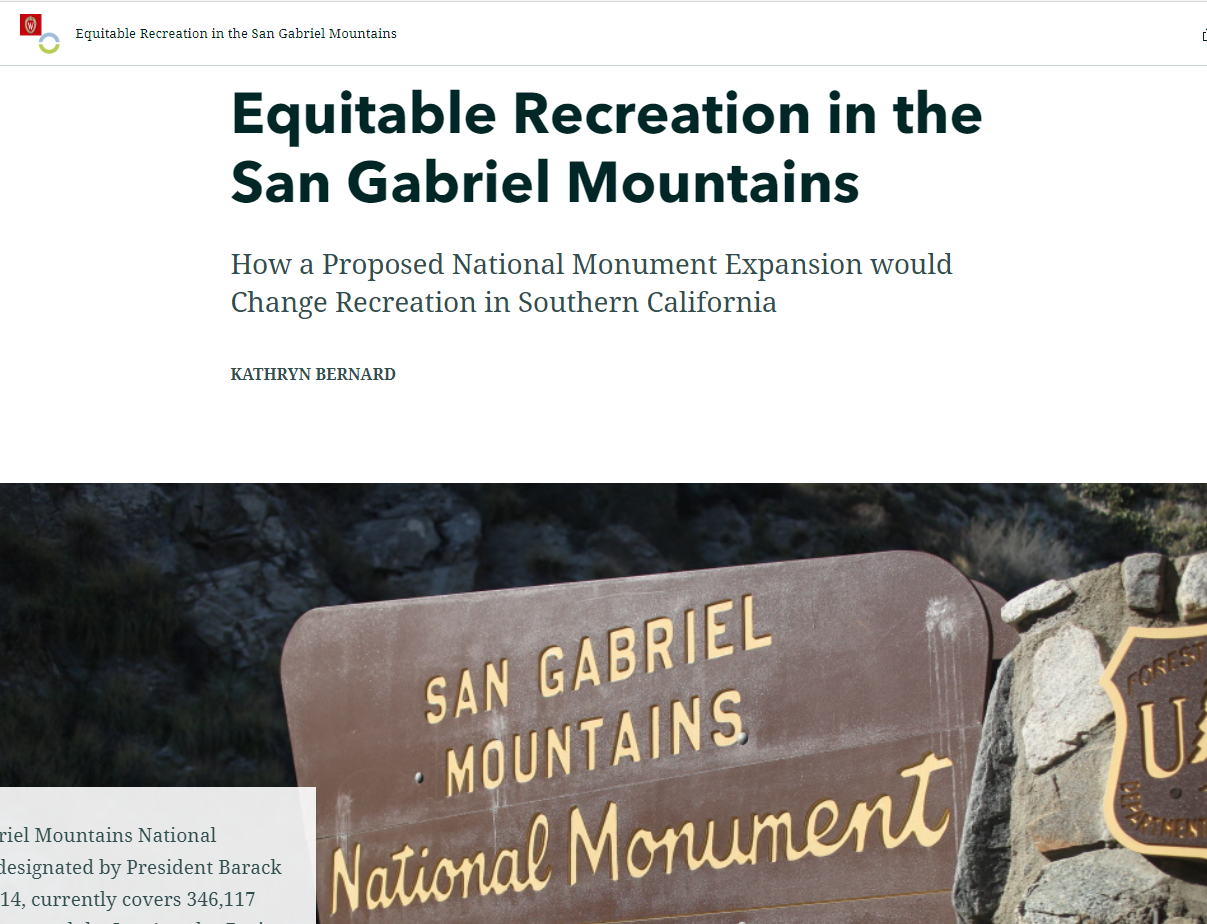 Equitable Recreation in the San Gabriel Mountains
Equitable Recreation in the
San Gabriel Mountains
How a Proposed National Monument Expansion would
Change Recreation in Southern California
KATHRYN BERNARD
SAN GABRIEL
MOUNTAINS
National Monument
FOREST
U
riel Mountains National
designated by President Barack
14, currently covers 346,117